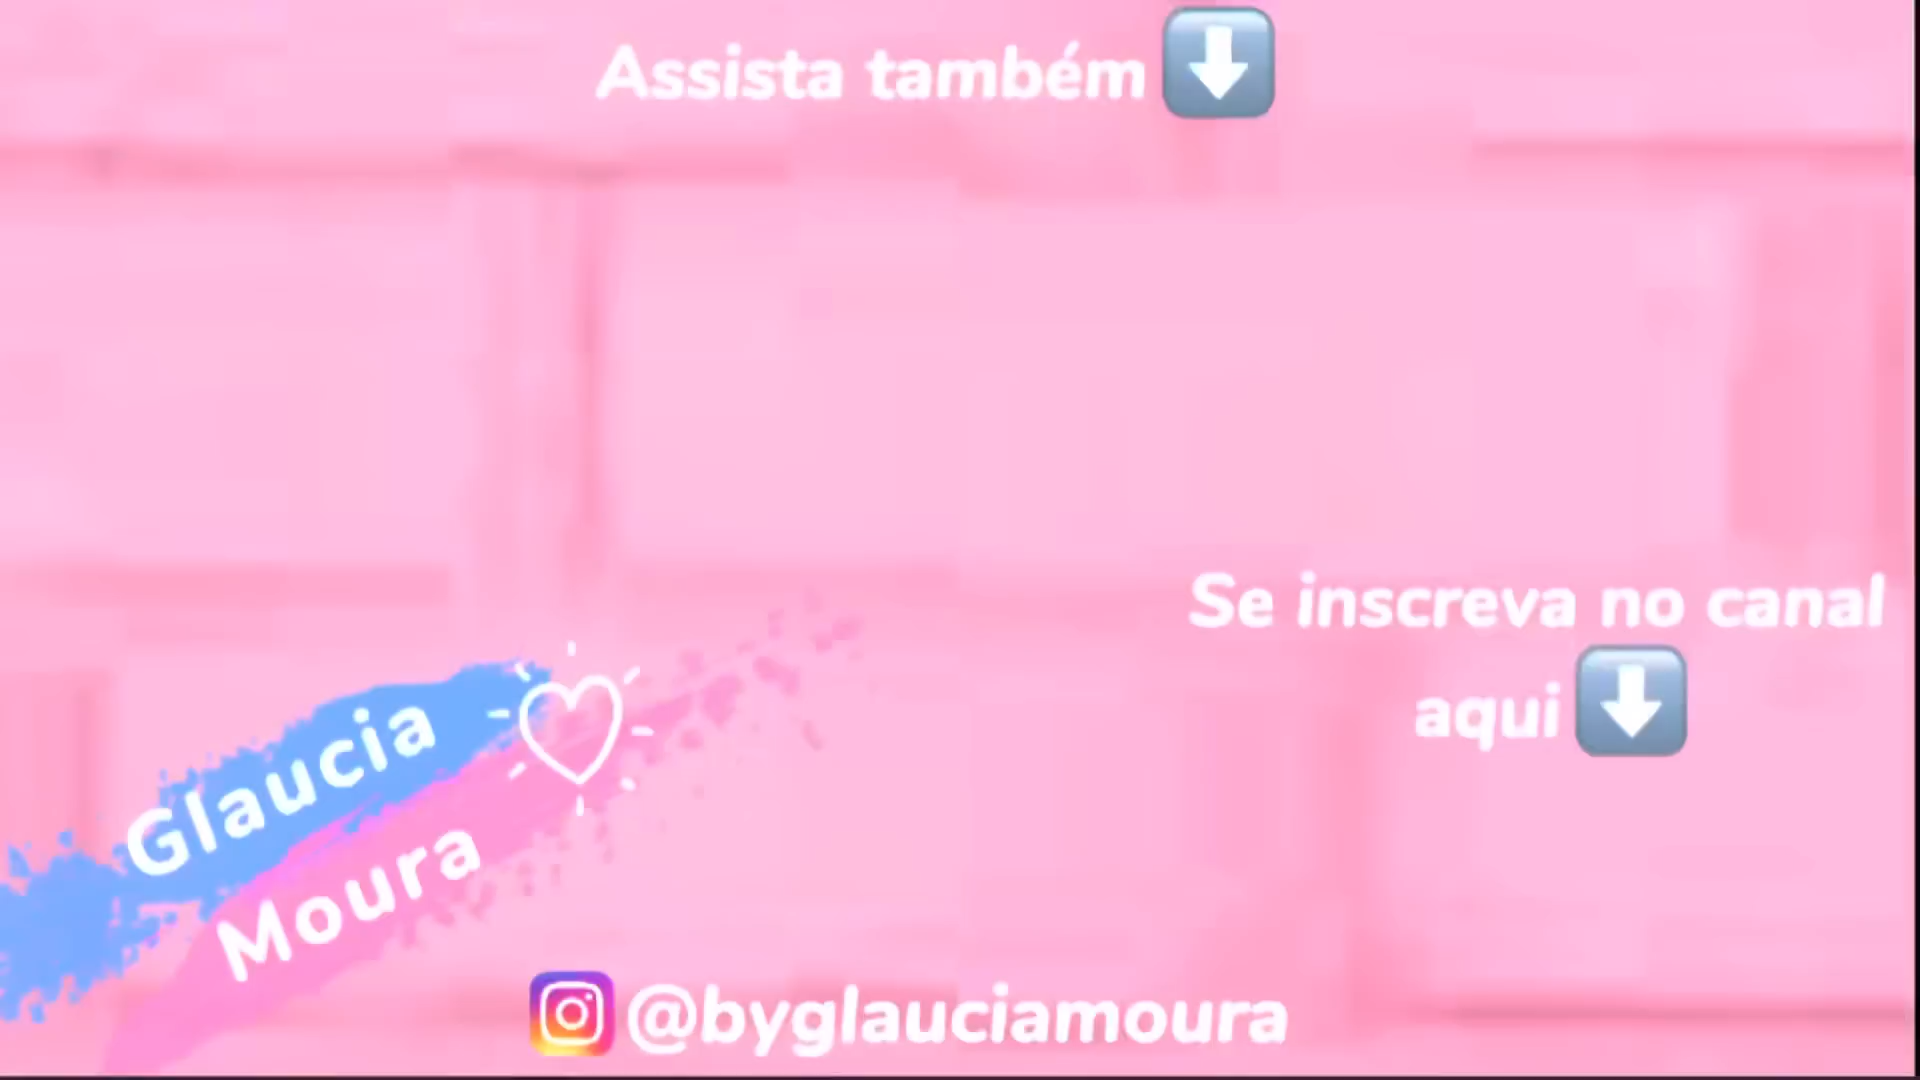 Assista também ⬇️
Se inscreva no canal
aqui ⬇️
Glaucia
Moura
@byglauciamoura